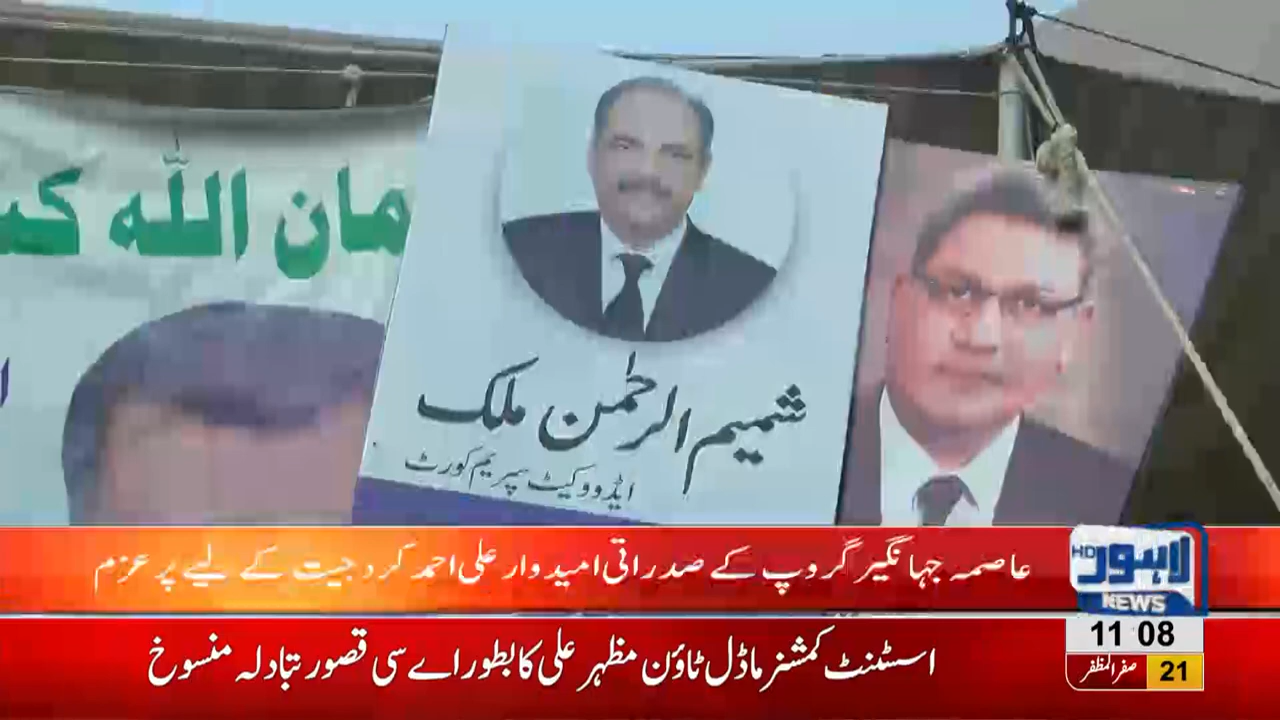 مان اللہ
شمیم الرحمٰن ملک
ایڈووکیٹ سپریم کورٹ
عاصمہ جہانگیر گروپ کے صدراتی امیدوار علی احمد کرد جیت کے لیے پر عزم
لاہور HD
NEWS
11 08
اسسٹنٹ کمشنر ماڈل ٹاؤن مظہر علی کا بطور اے سی قصور تبادلہ منسوخ
صفر المظفر 21